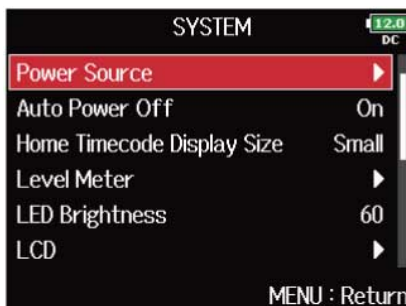 SYSTEM
12.0
DC
Power Source
Auto Power Off On
Home Timecode Display Size Small
Level Meter
LED Brightness 60
LCD
MENU : Return